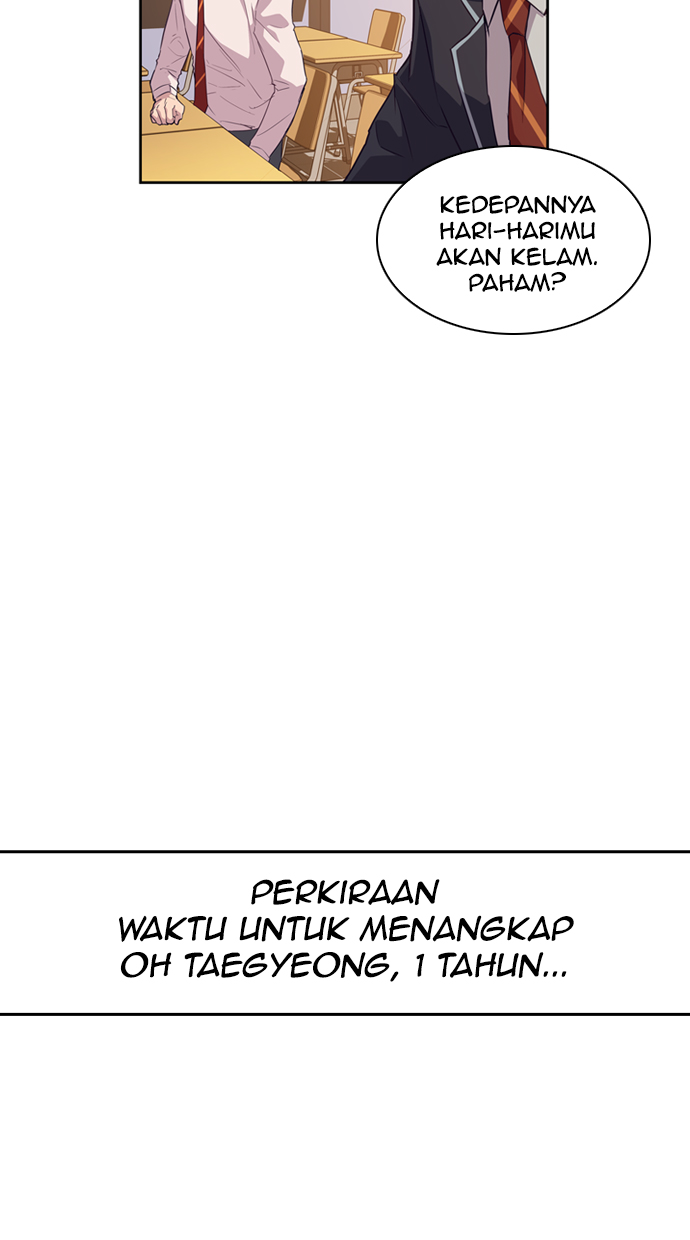 KEDEPANNYA
HARI-HARIMU
AKAN KELAM.
PAHAM?
PERKIRAAN
WAKTU UNTUK MENANGKAP
OH TAEGYEONG, 1 TAHUN...